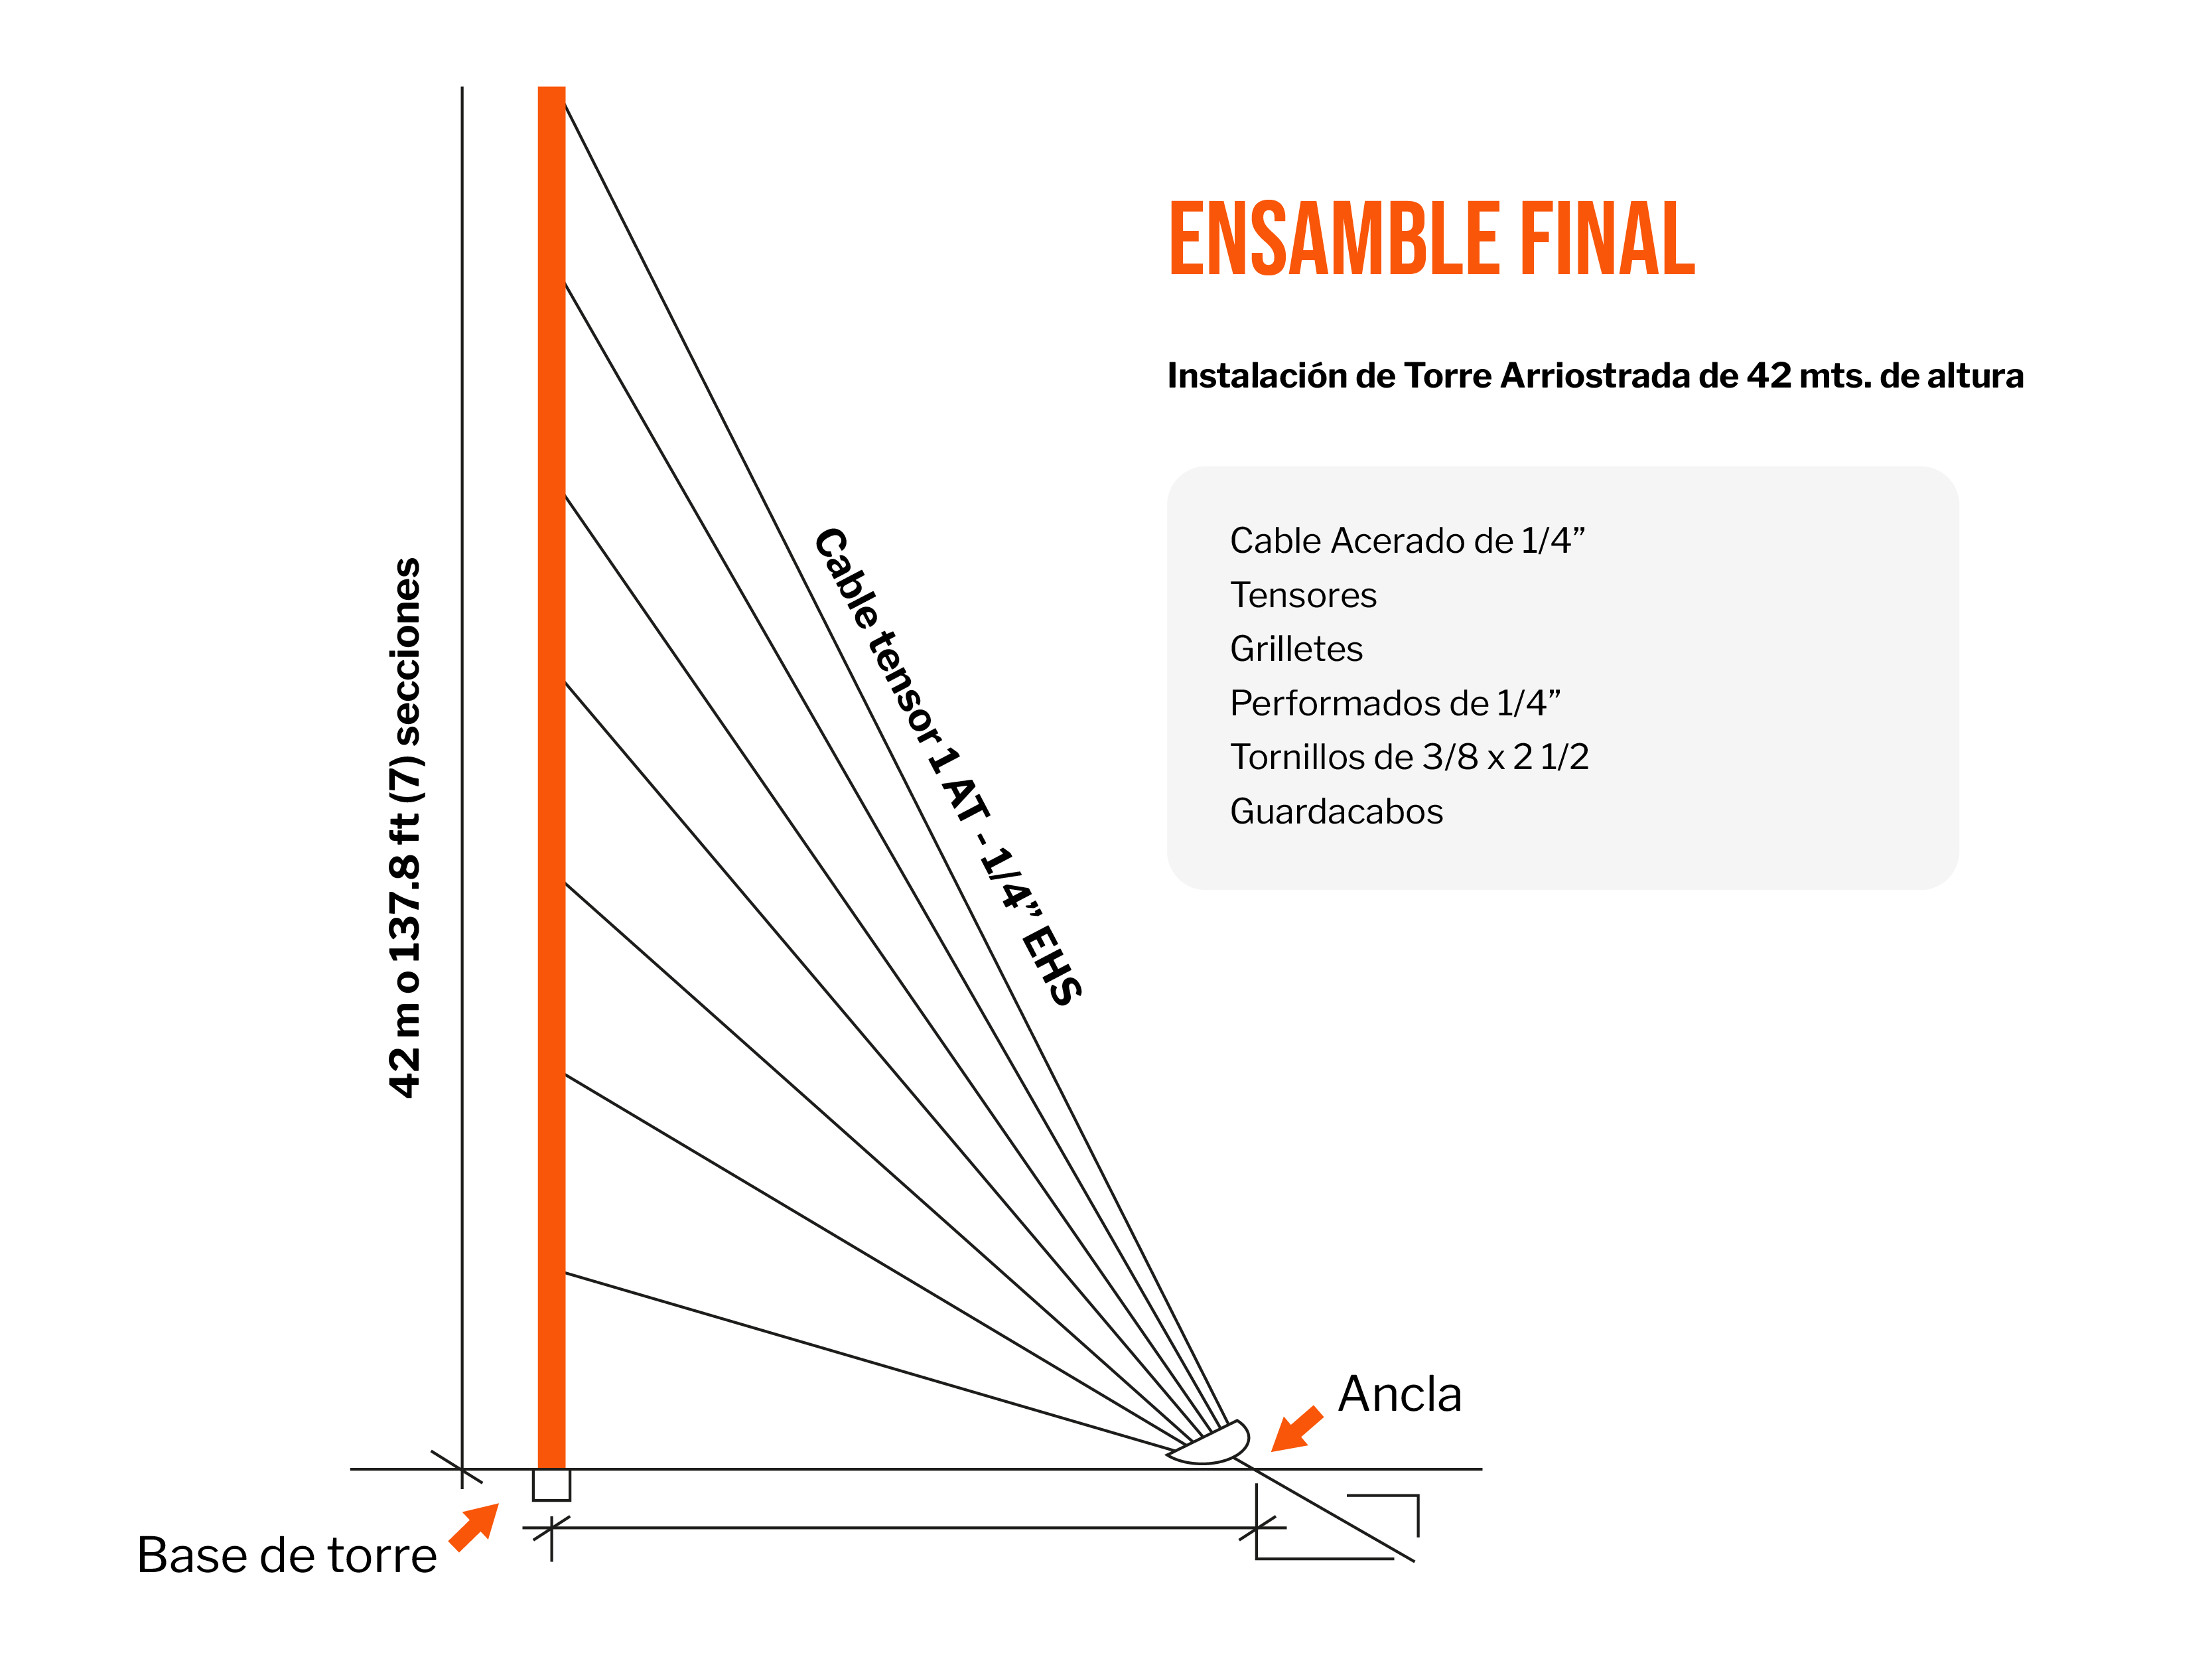 ENSAMBLE FINAL
Instalación de Torre Arriostrada de 42 mts. de altura
Cable Acerado de 1/4”
Tensores
Grilletes
Performados de 1/4”
Tornillos de 3/8 x 2 1/2
Guardacabos
42 m o 137.8 ft (7) secciones
Cable tensor 1 AT - 1/4” EHS
Ancla
Base de torre